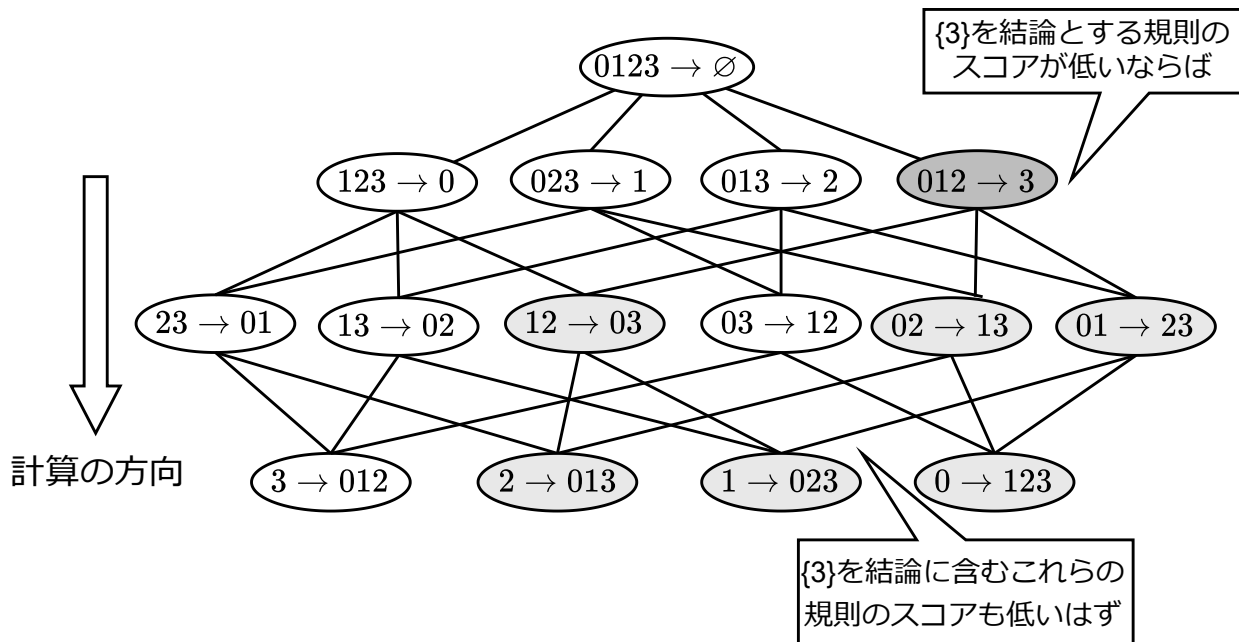 {3}を結論とする規則の
スコアが低いならば
0123 → ∅
123 → 0
023 → 1
013 → 2
012 → 3
23 → 01
13 → 02
12 → 03
03 → 12
02 → 13
01 → 23
計算の方向
3 → 012
2 → 013
1 → 023
0 → 123
{3}を結論に含むこれらの
規則のスコアも低いはず